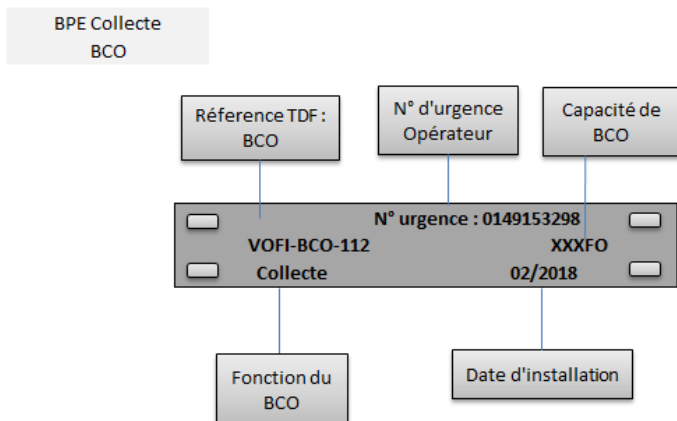 BPE Collecte
BCO
Réference TDF :
BCO
N° d'urgence
Opérateur
Capacité de
BCO
N° urgence : 0149153298
VOFI-BCO-112 XXXFO
Collecte 02/2018
Fonction du
BCO
Date d'installation